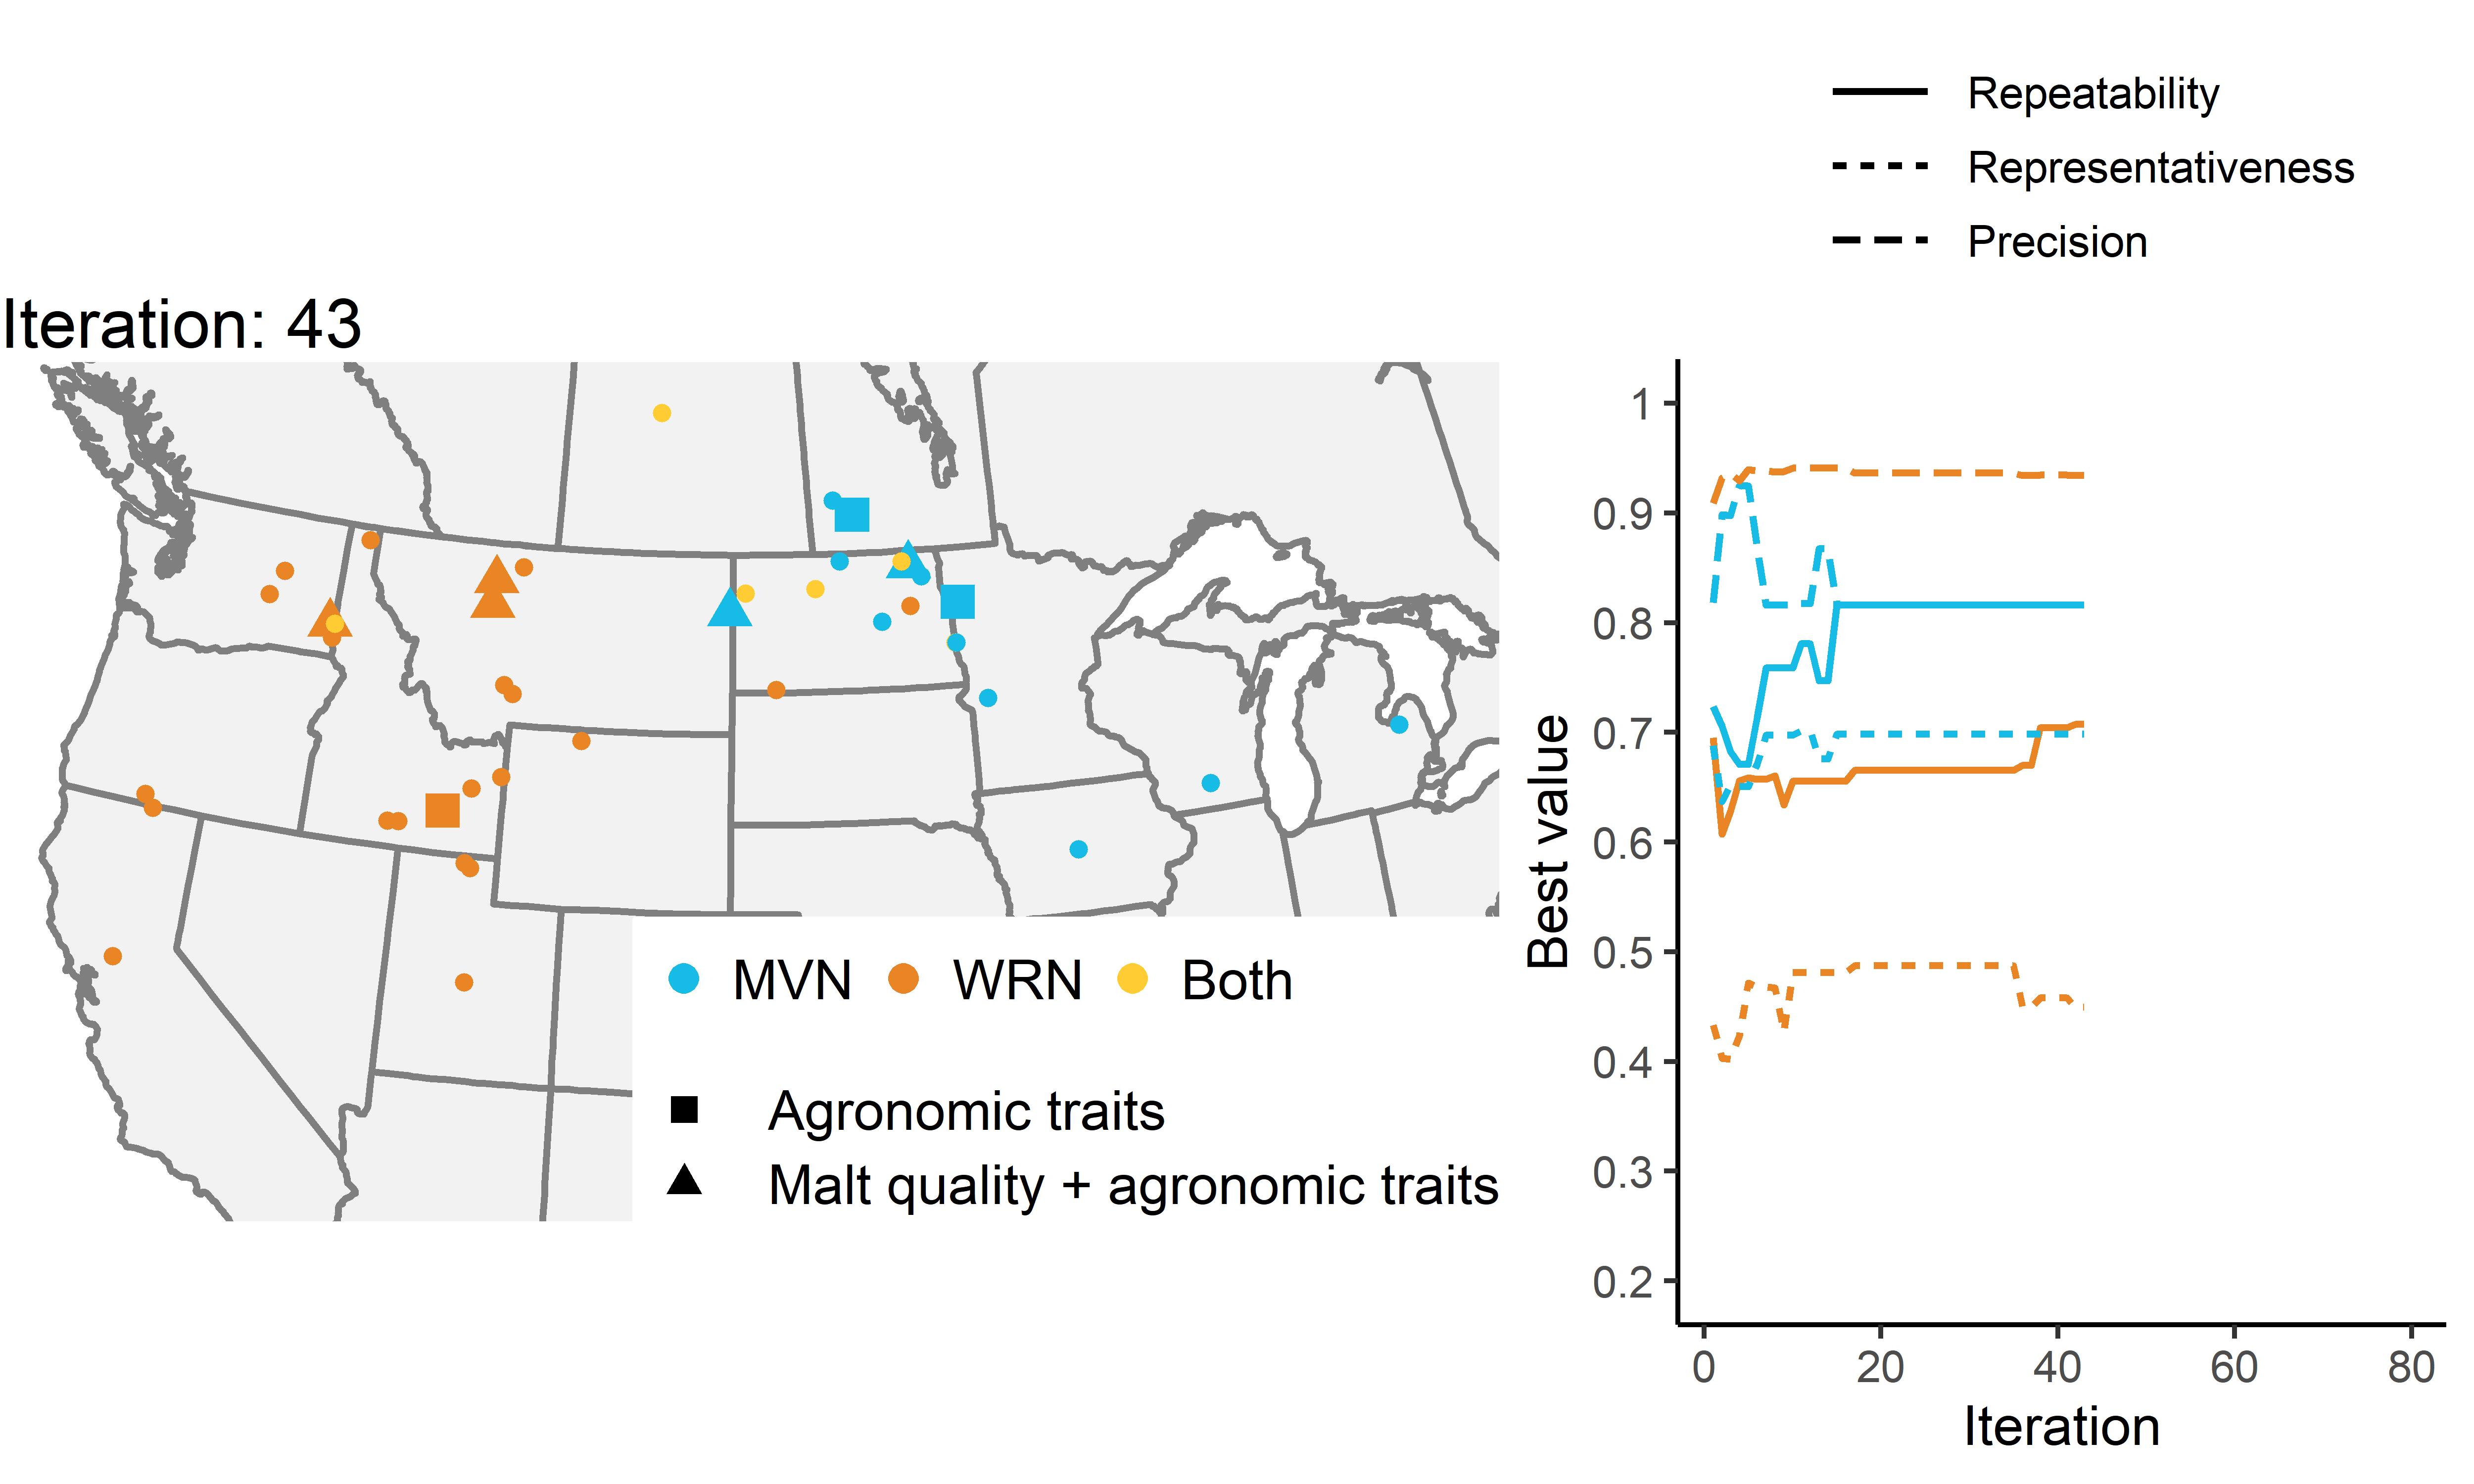 Repeatability
Representativeness
Precision
Iteration: 43
MVN WRN Both
Agronomic traits
Malt quality + agronomic traits
Best value
1
0.9
0.8
0.7
0.6
0.5
0.4
0.3
0.2
0 20 40 60 80
Iteration